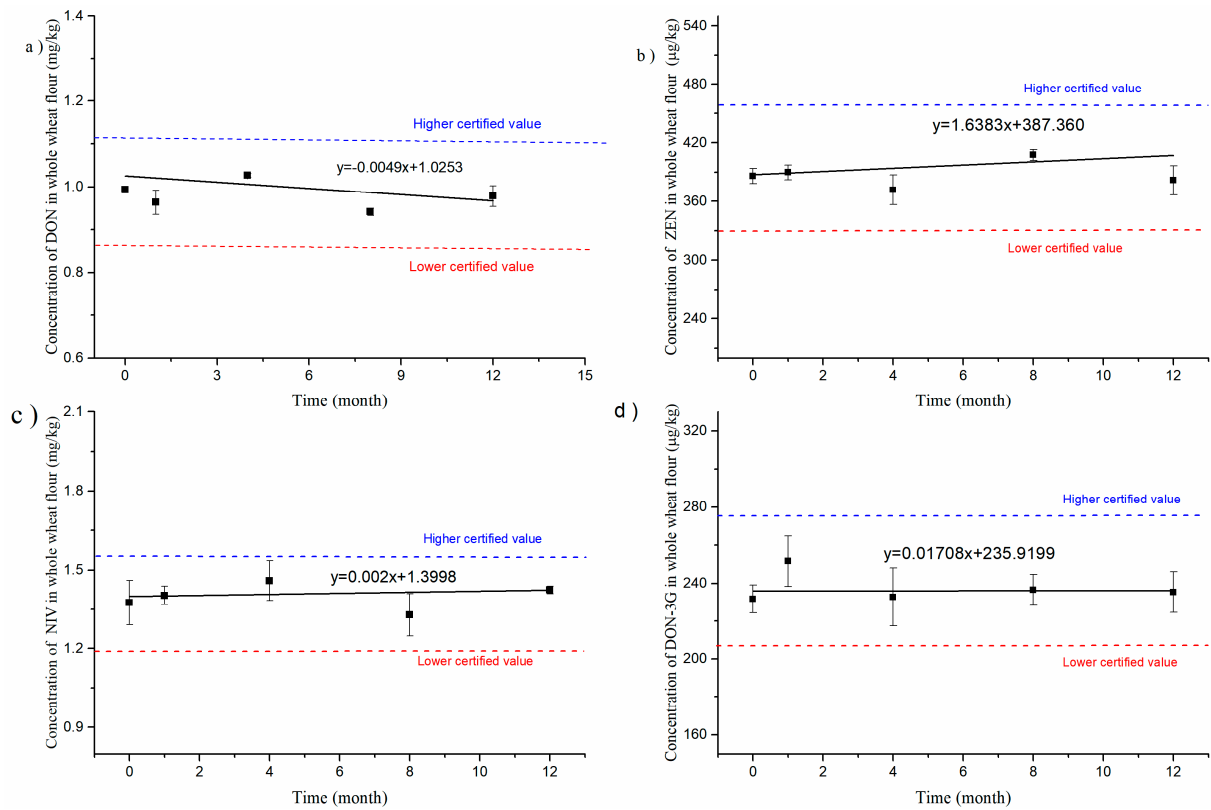 a )
Concentration of DON in whole wheat flour (mg/kg)
1.4
1.2
1.0
0.8
0.6
Higher certified value
y=-0.0049x+1.0253
Lower certified value
0 3 6 9 12 15
Time (month)
b )
Concentration of ZEN in whole wheat flour (μg/kg)
540
480
420
360
300
240
Higher certified value
y=1.6383x+387.360
Lower certified value
0 2 4 6 8 10 12
Time (month)
c )
Concentration of NIV in whole wheat flour (mg/kg)
2.1
1.8
1.5
1.2
0.9
Higher certified value
y=0.002x+1.3998
Lower certified value
0 2 4 6 8 10 12
Time (month)
d )
Concentration of DON-3G in whole wheat flour (μg/kg)
320
280
240
200
160
Higher certified value
y=0.01708x+235.9199
Lower certified value
0 2 4 6 8 10 12
Time (month)